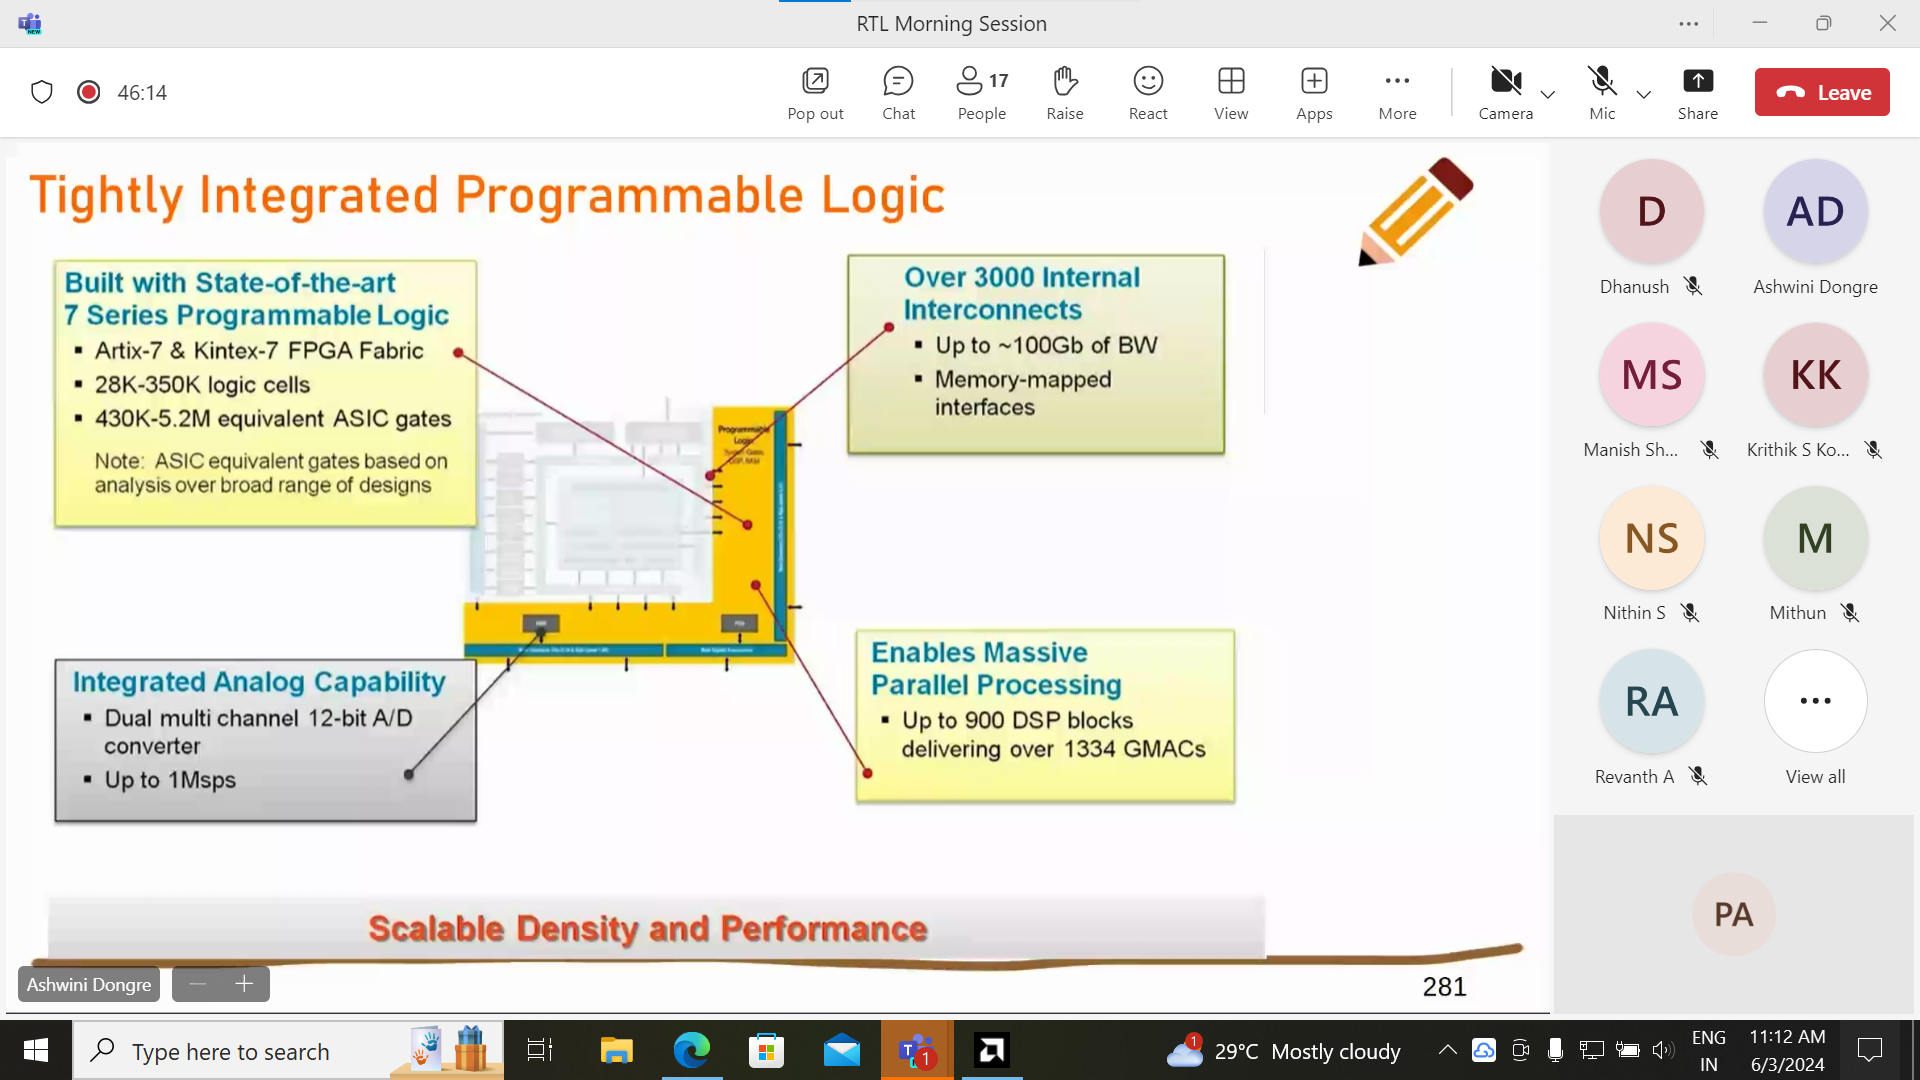 RTL Morning Session
NEW
46:14
Pop out
Chat
17
People
Raise
React
View
Apps
More
Camera
Mic
Share
Leave
Tightly Integrated Programmable Logic
Built with State-of-the-art
7 Series Programmable Logic
▪ Artix-7 & Kintex-7 FPGA Fabric
▪ 28K-350K logic cells
▪ 430K-5.2M equivalent ASIC gates
Note: ASIC equivalent gates based on
analysis over broad range of designs
Over 3000 Internal
Interconnects
▪ Up to ~100Gb of BW
▪ Memory-mapped
interfaces
Programmable
Logic
Integrated Analog Capability
▪ Dual multi channel 12-bit A/D
converter
▪ Up to 1Msps
Enables Massive
Parallel Processing
▪ Up to 900 DSP blocks
delivering over 1334 GMACs
Scalable Density and Performance
Ashwini Dongre
281
D
AD
Dhanush
Ashwini Dongre
MS
KK
Manish Sh...
Krithik S Ko...
NS
M
Nithin S
Mithun
RA
Revanth A
View all
PA
Type here to search
1
1
29°C Mostly cloudy
ENG
IN
11:12 AM
6/3/2024